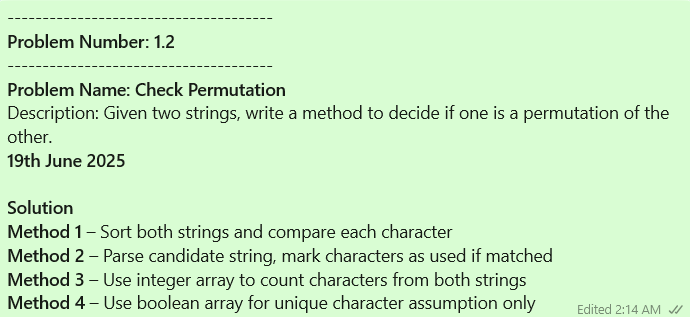 --------------------------------------
Problem Number: 1.2
--------------------------------------
Problem Name: Check Permutation
Description: Given two strings, write a method to decide if one is a permutation of the
other.
19th June 2025
Solution
Method 1 – Sort both strings and compare each character
Method 2 – Parse candidate string, mark characters as used if matched
Method 3 – Use integer array to count characters from both strings
Method 4 – Use boolean array for unique character assumption only
Edited 2:14 AM